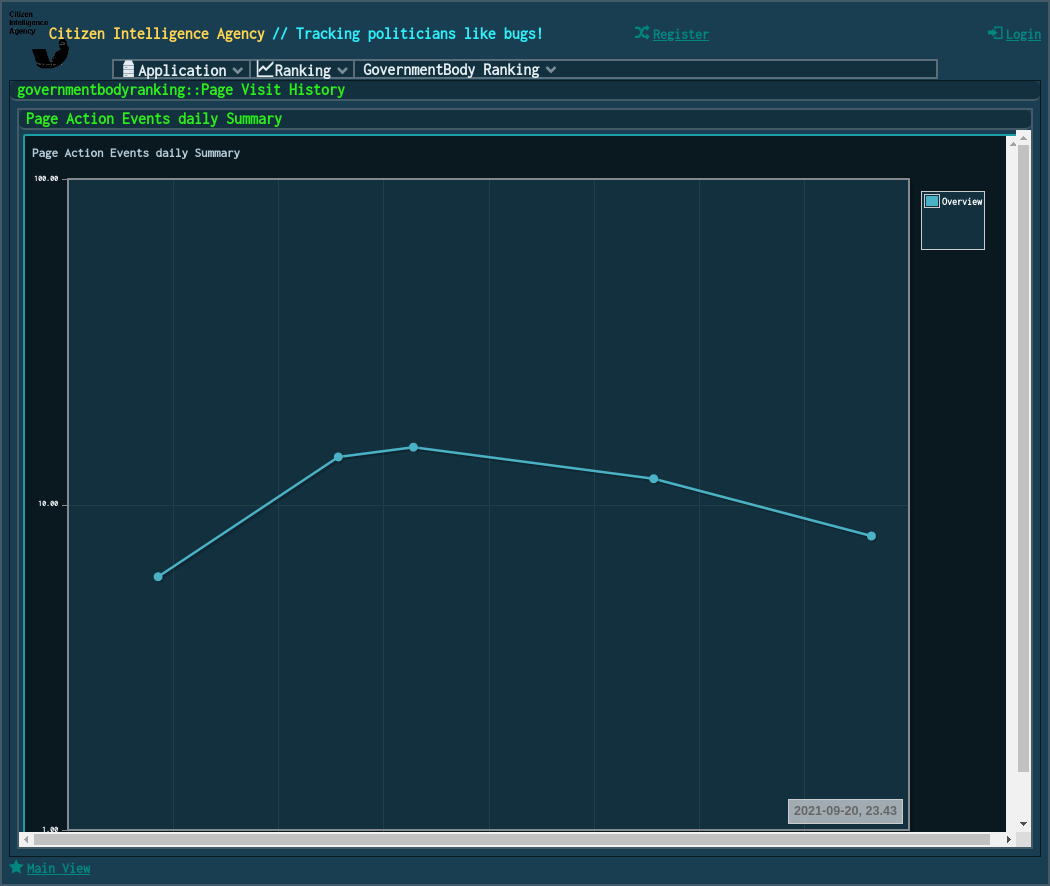 Citizen
Intelligence
Agency
Citizen Intelligence Agency // Tracking politicians like bugs!
Register
Login
Application
Ranking
GovernmentBody Ranking
governmentbodyranking::Page Visit History
Page Action Events daily Summary
Page Action Events daily Summary
100.00
Overview
10.00
2021-09-20, 23.43
1.00
Main View